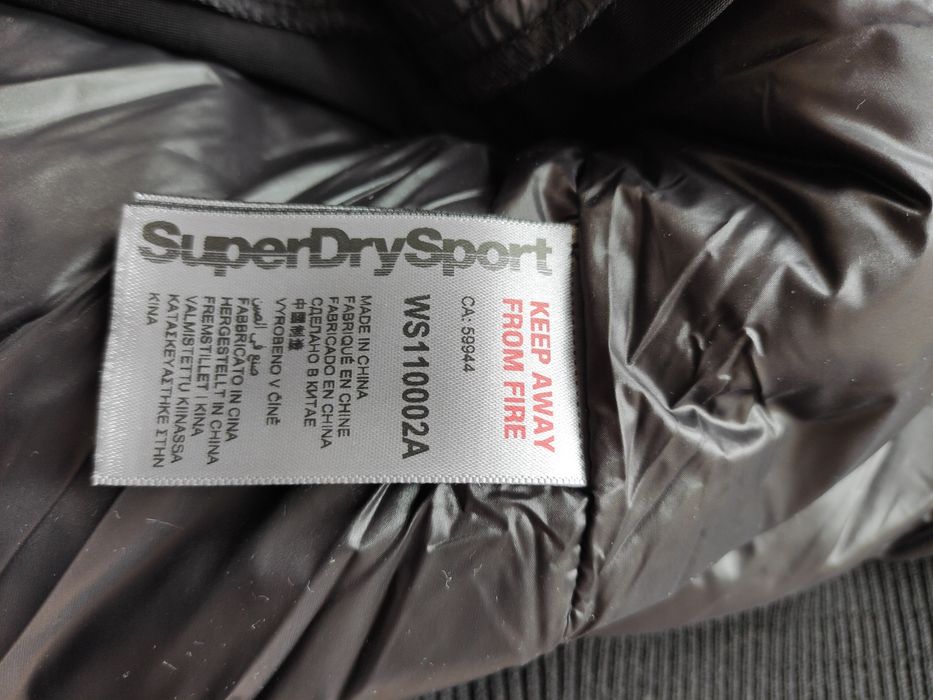 SuperDrySport
KEEP AWAY
FROM FIRE
CA: 59944
WS110002A
MADE IN CHINA
FABRIQUÉ EN CHINE
FABRICADO EN CHINA
СДЕЛАНО В КИТАЕ
中國制造
VYROBENO V ČÍNĚ
صنع في الصين
FABBRICATO IN CINA
HERGESTELLT IN CHINA
FREMSTILLET I KINA
VALMISTETTU KIINASSA
ΚΑΤΑΣΚΕΥΑΣΤΗΚΕ ΣΤΗΝ
ΚΙΝΑ